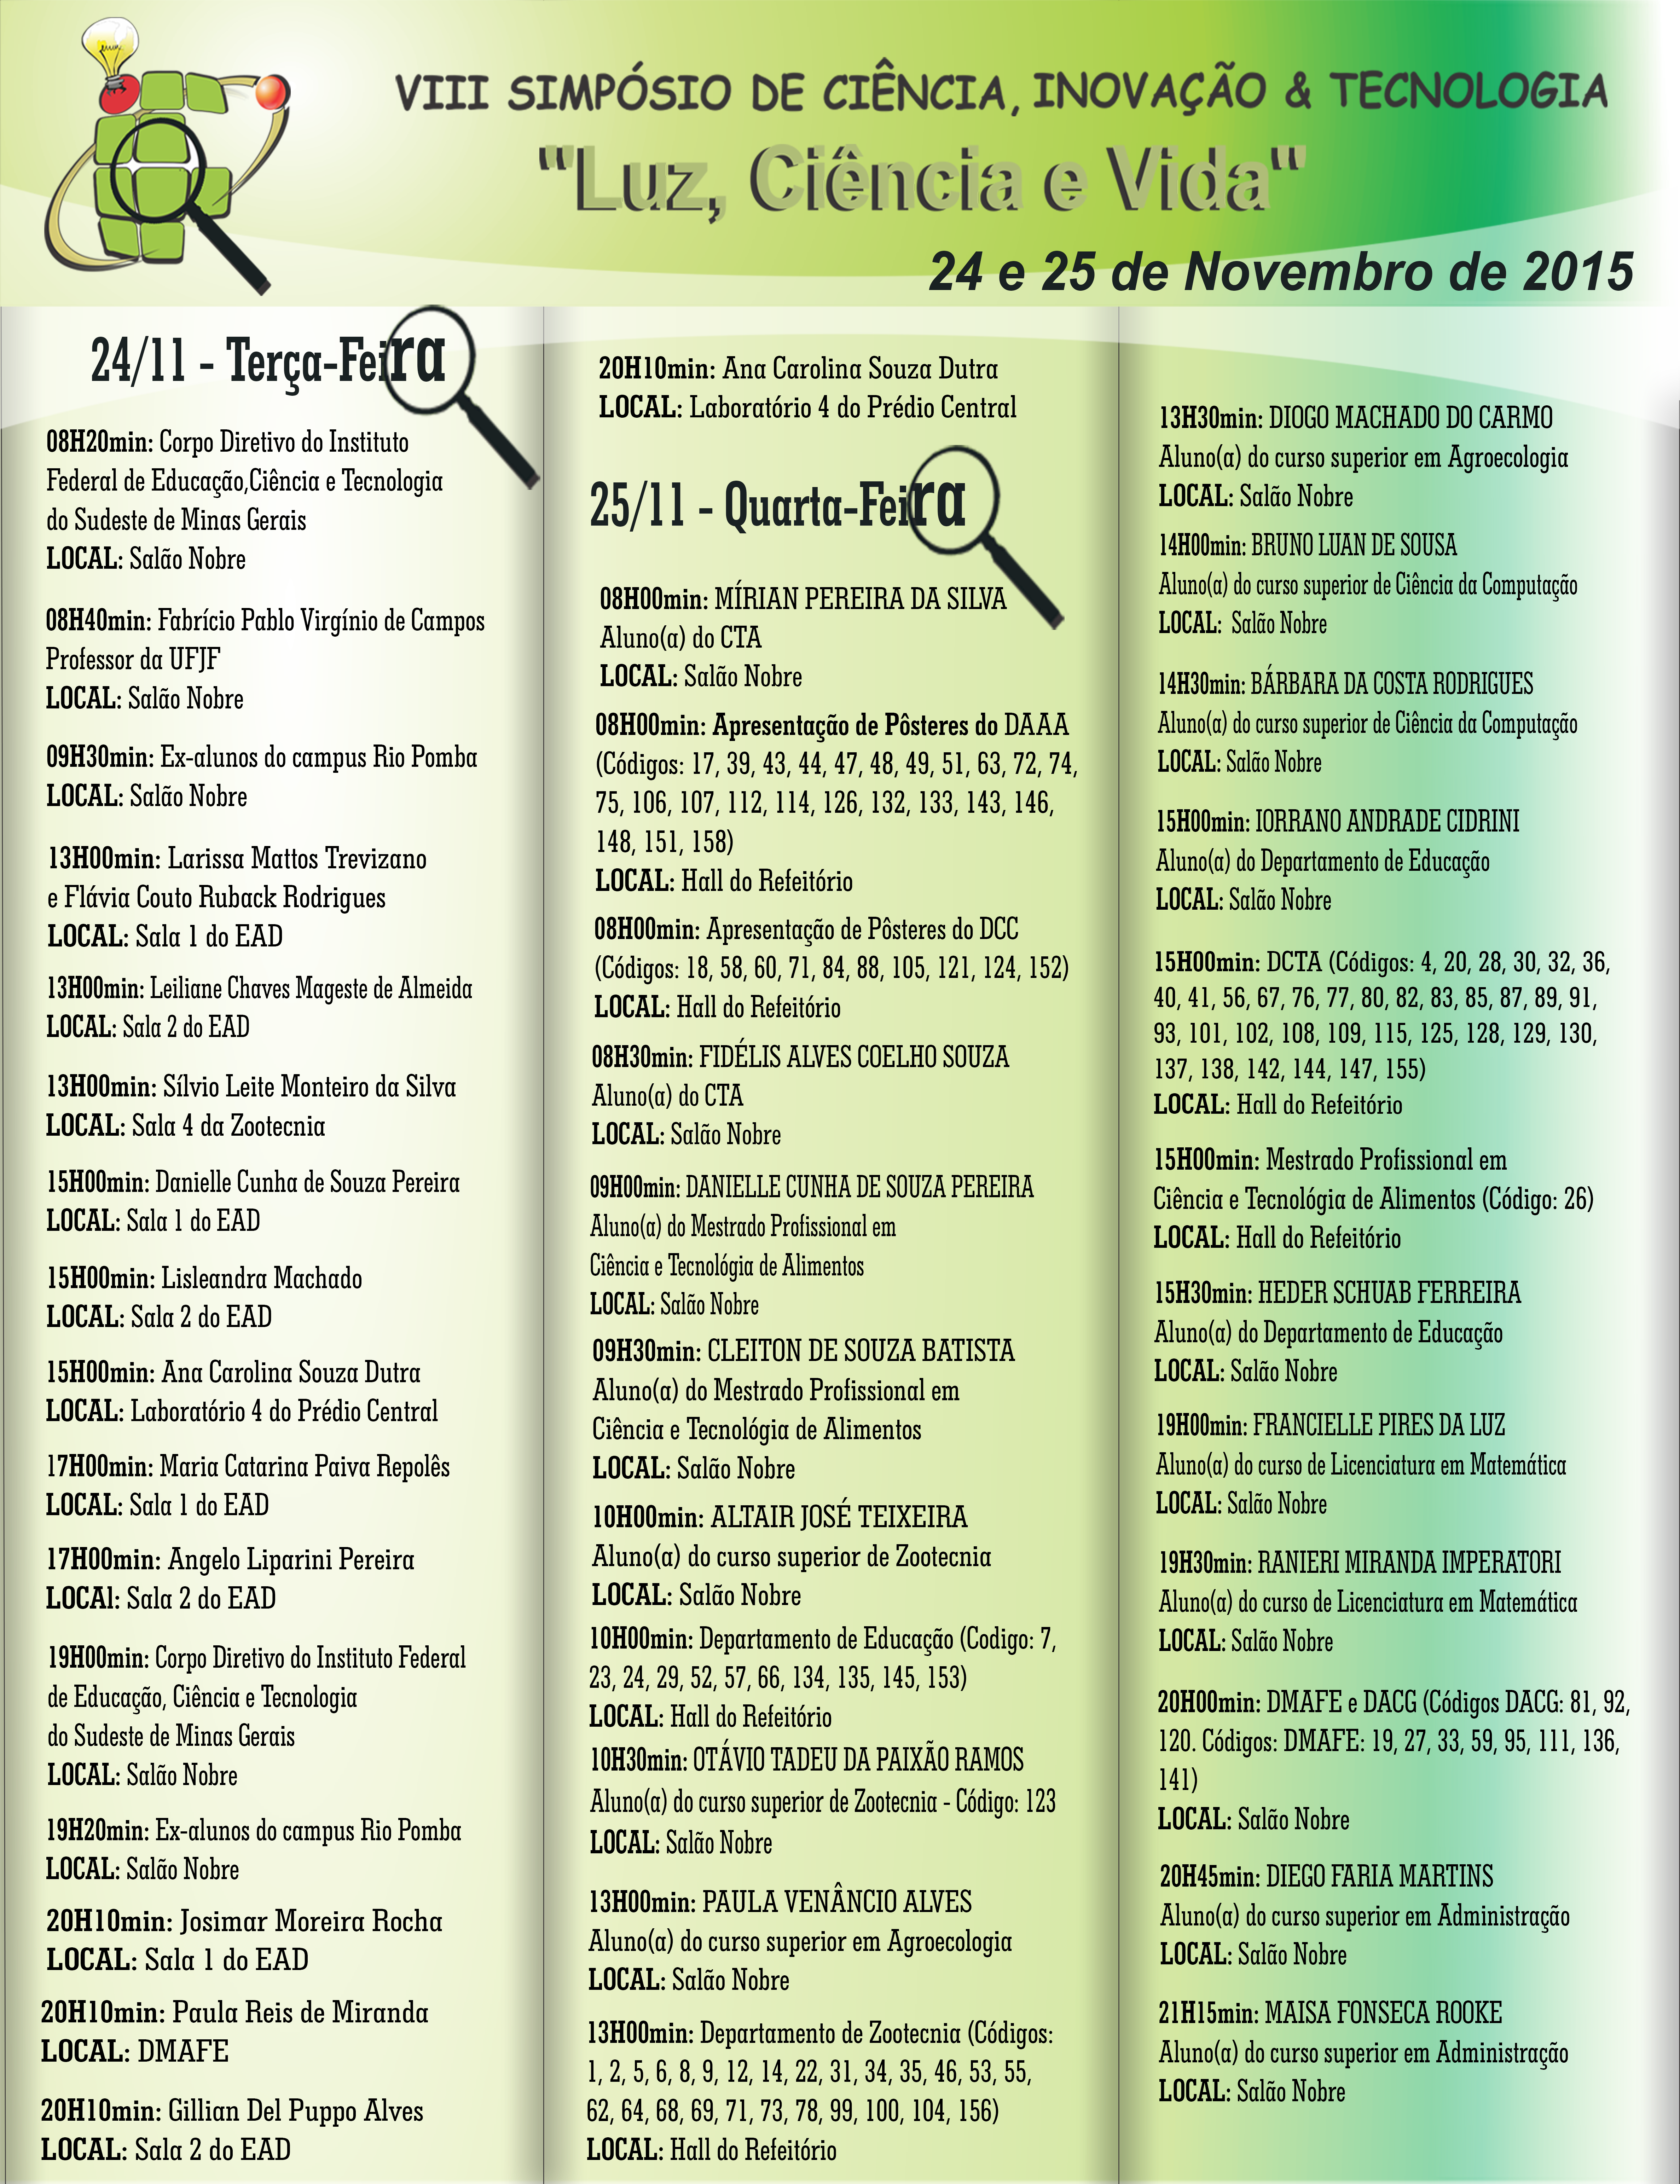 VIII SIMPÓSIO DE CIÊNCIA, INOVAÇÃO & TECNOLOGIA
"Luz, Ciência e Vida"
24 e 25 de Novembro de 2015
24/11 - Terça-Feira
08H20min: Corpo Diretivo do Instituto
Federal de Educação,Ciência e Tecnologia
do Sudeste de Minas Gerais
LOCAL: Salão Nobre
08H40min: Fabrício Pablo Virgínio de Campos
Professor da UFJF
LOCAL: Salão Nobre
09H30min: Ex-alunos do campus Rio Pomba
LOCAL: Salão Nobre
13H00min: Larissa Mattos Trevizano
e Flávia Couto Ruback Rodrigues
LOCAL: Sala 1 do EAD
13H00min: Leiliane Chaves Mageste de Almeida
LOCAL: Sala 2 do EAD
13H00min: Sílvio Leite Monteiro da Silva
LOCAL: Sala 4 da Zootecnia
15H00min: Danielle Cunha de Souza Pereira
LOCAL: Sala 1 do EAD
15H00min: Lisleandra Machado
LOCAL: Sala 2 do EAD
15H00min: Ana Carolina Souza Dutra
LOCAL: Laboratório 4 do Prédio Central
17H00min: Maria Catarina Paiva Repolês
LOCAL: Sala 1 do EAD
17H00min: Angelo Liparini Pereira
LOCAl: Sala 2 do EAD
19H00min: Corpo Diretivo do Instituto Federal
de Educação, Ciência e Tecnologia
do Sudeste de Minas Gerais
LOCAL: Salão Nobre
19H20min: Ex-alunos do campus Rio Pomba
LOCAL: Salão Nobre
20H10min: Josimar Moreira Rocha
LOCAL: Sala 1 do EAD
20H10min: Paula Reis de Miranda
LOCAL: DMAFE
20H10min: Gillian Del Puppo Alves
LOCAL: Sala 2 do EAD
20H10min: Ana Carolina Souza Dutra
LOCAL: Laboratório 4 do Prédio Central
25/11 - Quarta-Feira
08H00min: MÍRIAN PEREIRA DA SILVA
Aluno(a) do CTA
LOCAL: Salão Nobre
08H00min: Apresentação de Pôsteres do DAAA
(Códigos: 17, 39, 43, 44, 47, 48, 49, 51, 63, 72, 74,
75, 106, 107, 112, 114, 126, 132, 133, 143, 146,
148, 151, 158)
LOCAL: Hall do Refeitório
08H00min: Apresentação de Pôsteres do DCC
(Códigos: 18, 58, 60, 71, 84, 88, 105, 121, 124, 152)
LOCAL: Hall do Refeitório
08H30min: FIDÉLIS ALVES COELHO SOUZA
Aluno(a) do CTA
LOCAL: Salão Nobre
09H00min: DANIELLE CUNHA DE SOUZA PEREIRA
Aluno(a) do Mestrado Profissional em
Ciência e Tecnológia de Alimentos
LOCAL: Salão Nobre
09H30min: CLEITON DE SOUZA BATISTA
Aluno(a) do Mestrado Profissional em
Ciência e Tecnológia de Alimentos
LOCAL: Salão Nobre
10H00min: ALTAIR JOSÉ TEIXEIRA
Aluno(a) do curso superior de Zootecnia
LOCAL: Salão Nobre
10H00min: Departamento de Educação (Codigo: 7,
23, 24, 29, 52, 57, 66, 134, 135, 145, 153)
LOCAL: Hall do Refeitório
10H30min: OTÁVIO TADEU DA PAIXÃO RAMOS
Aluno(a) do curso superior de Zootecnia - Código: 123
LOCAL: Salão Nobre
13H00min: PAULA VENÂNCIO ALVES
Aluno(a) do curso superior em Agroecologia
LOCAL: Salão Nobre
13H00min: Departamento de Zootecnia (Códigos:
1, 2, 5, 6, 8, 9, 12, 14, 22, 31, 34, 35, 46, 53, 55,
62, 64, 68, 69, 71, 73, 78, 99, 100, 104, 156)
LOCAL: Hall do Refeitório
13H30min: DIOGO MACHADO DO CARMO
Aluno(a) do curso superior em Agroecologia
LOCAL: Salão Nobre
14H00min: BRUNO LUAN DE SOUSA
Aluno(a) do curso superior de Ciência da Computação
LOCAL: Salão Nobre
14H30min: BÁRBARA DA COSTA RODRIGUES
Aluno(a) do curso superior de Ciência da Computação
LOCAL: Salão Nobre
15H00min: IORRANO ANDRADE CIDRINI
Aluno(a) do Departamento de Educação
LOCAL: Salão Nobre
15H00min: DCTA (Códigos: 4, 20, 28, 30, 32, 36,
40, 41, 56, 67, 76, 77, 80, 82, 83, 85, 87, 89, 91,
93, 101, 102, 108, 109, 115, 125, 128, 129, 130,
137, 138, 142, 144, 147, 155)
LOCAL: Hall do Refeitório
15H00min: Mestrado Profissional em
Ciência e Tecnológia de Alimentos (Código: 26)
LOCAL: Hall do Refeitório
15H30min: HEDER SCHUAB FERREIRA
Aluno(a) do Departamento de Educação
LOCAL: Salão Nobre
19H00min: FRANCIELLE PIRES DA LUZ
Aluno(a) do curso de Licenciatura em Matemática
LOCAL: Salão Nobre
19H30min: RANIERI MIRANDA IMPERATORI
Aluno(a) do curso de Licenciatura em Matemática
LOCAL: Salão Nobre
20H00min: DMAFE e DACG (Códigos DACG: 81, 92,
120. Códigos: DMAFE: 19, 27, 33, 59, 95, 111, 136,
141)
LOCAL: Salão Nobre
20H45min: DIEGO FARIA MARTINS
Aluno(a) do curso superior em Administração
LOCAL: Salão Nobre
21H15min: MAISA FONSECA ROOKE
Aluno(a) do curso superior em Administração
LOCAL: Salão Nobre